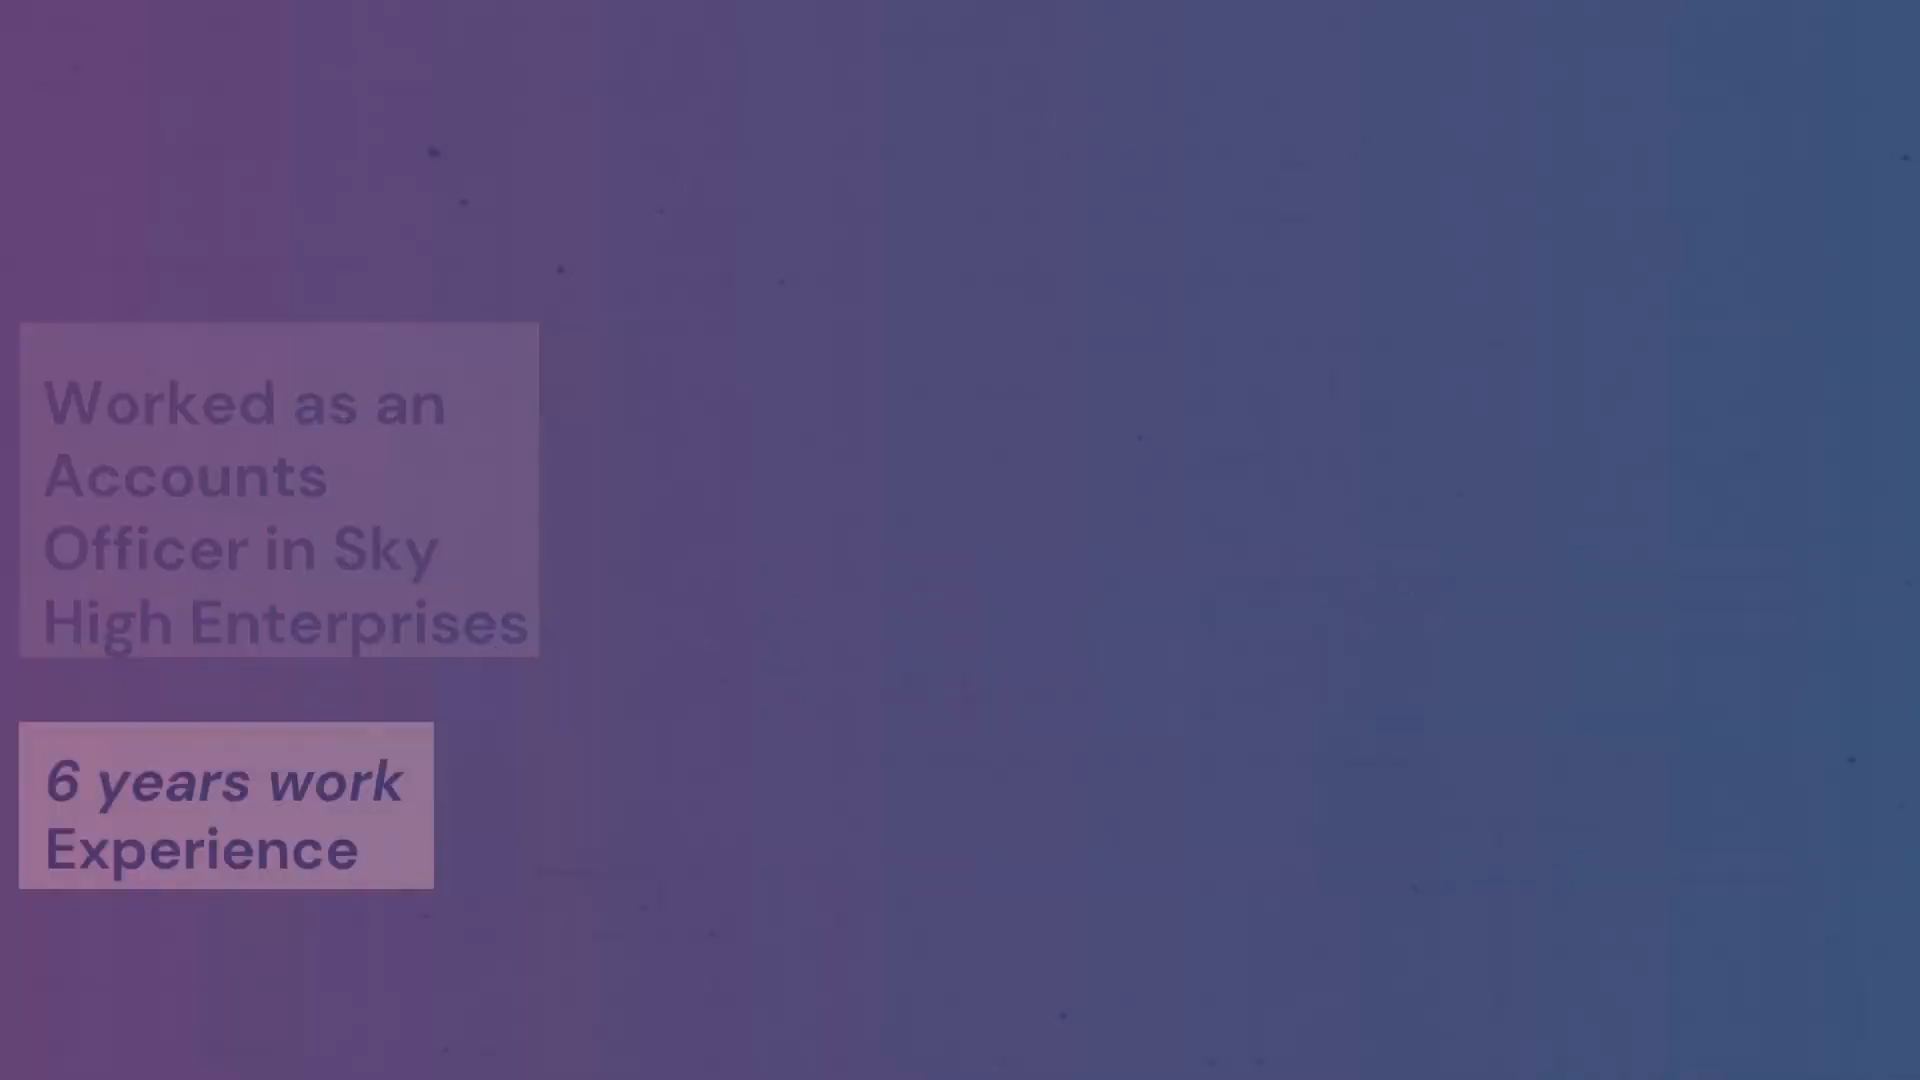 Worked as an
Accounts
Officer in Sky
High Enterprises
6 years work
Experience